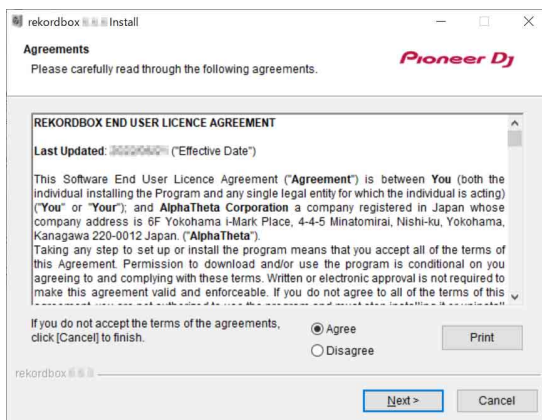 rekordbox Install
Agreements
Please carefully read through the following agreements.
Pioneer Dj
REKORDBOX END USER LICENCE AGREEMENT
Last Updated: ("Effective Date")
This Software End User Licence Agreement ("Agreement") is between You (both the
individual installing the Program and any single legal entity for which the individual is acting)
("You" or "Your"); and AlphaTheta Corporation a company registered in Japan whose
company address is 6F Yokohama i-Mark Place, 4-4-5 Minatomirai, Nishi-ku, Yokohama,
Kanagawa 220-0012 Japan. ("AlphaTheta").
Taking any step to set up or install the program means that you accept all of the terms of
this Agreement. Permission to download and/or use the program is conditional on you
agreeing to and complying with these terms. Written or electronic approval is not required to
make this agreement valid and enforceable. If you do not agree to all of the terms of this
If you do not accept the terms of the agreements,
click [Cancel] to finish.
Agree
Disagree
Print
rekordbox
Next >
Cancel